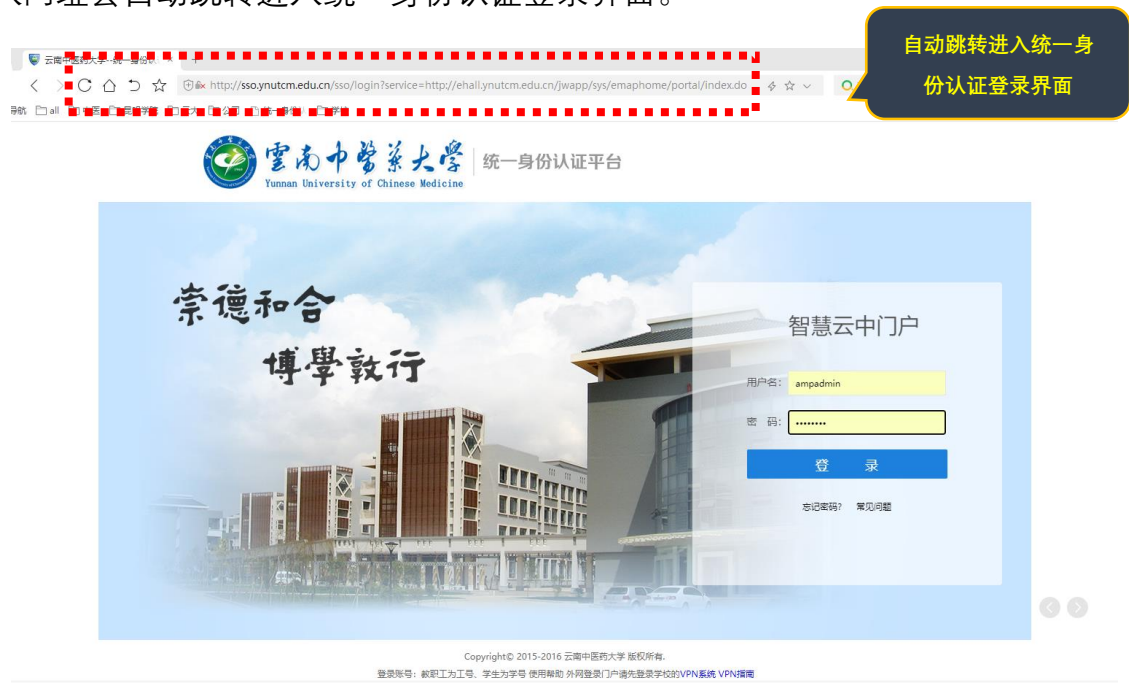 网址会自动跳转进入统一身份认证登录界面。
自动跳转进入统一身
份认证登录界面
http://sso.ynutcm.edu.cn/sso/login?service=http://ehall.ynutcm.edu.cn/jwapp/sys/emaphome/portal/index.do
all
雲南中醫藥大學
Yunnan University of Chinese Medicine
统一身份认证平台
崇德和合
博學敦行
智慧云中门户
用户名: ampadmin
密 码: ••••••••
登 录
忘记密码? 常见问题
Copyright© 2015-2016 云南中医药大学 版权所有.
登录账号：教职工为工号、学生为学号 使用帮助 外网登录门户请先登录学校的VPN系统 VPN指南